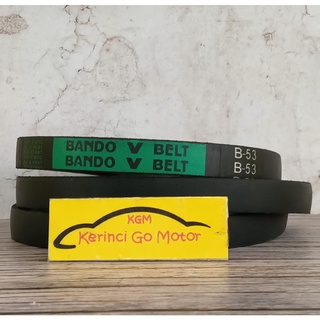 BANDO V BELT B-53
BANDO V BELT B-53
KGM
Kerinci Go Motor